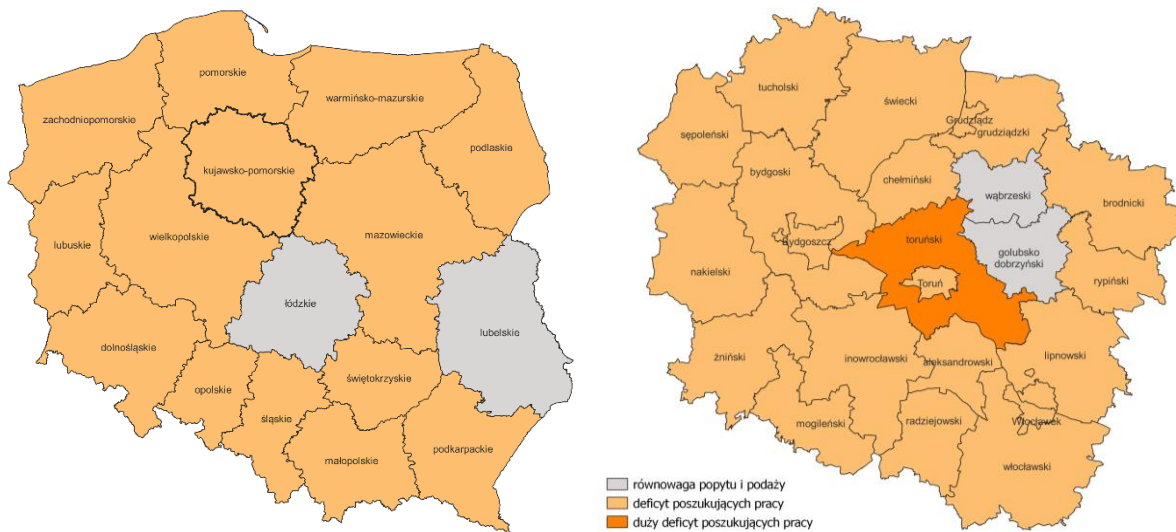 pomorskie
warmińsko-mazurskie
zachodniopomorskie
podlaskie
kujawsko-pomorskie
lubuskie
wielkopolskie
mazowieckie
łódzkie
lubelskie
dolnośląskie
opolskie
świętokrzyskie
śląskie
małopolskie
podkarpackie
tucholski
świecki
sępoleński
Grudziądz
grudziądzki
bydgoski
chełmiński
wąbrzeski
brodnicki
Bydgoszcz
toruński
golubsko
dobrzyński
nakielski
Toruń
rypiński
żniński
inowrocławski
aleksandrowski
lipnowski
mogileński
radziejowski
Włocławek
włocławski
równowaga popytu i podaży
deficyt poszukujących pracy
duży deficyt poszukujących pracy